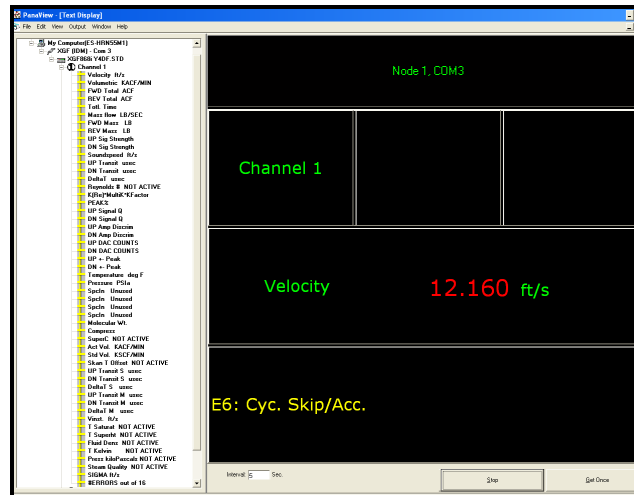 PanaView - [Text Display]
File Edit View Output Window Help
My Computer(ES-HRN55M1)
XGF (IDM) - Com 3
XGF868i Y4DF.STD
Channel 1
Velocity ft/s
Volumetric KACF/MIN
FWD Total ACF
REV Total ACF
Totl. Time
Mass flow LB/SEC
FWD Mass LB
REV Mass LB
UP Sig Strength
DN Sig Strength
Soundspeed ft/s
UP Transit usec
DN Transit usec
DeltaT usec
Reynolds # NOT ACTIVE
K(Re)*MultiK*KFactor
PEAK%
UP Signal Q
DN Signal Q
UP Amp Discrim
DN Amp Discrim
UP DAC COUNTS
DN DAC COUNTS
UP +- Peak
DN +- Peak
Temperature deg F
Pressure PSIa
SpcIn Unused
SpcIn Unused
SpcIn Unused
SpcIn Unused
Molecular Wt.
Compress
SuperC NOT ACTIVE
Act Vol. KACF/MIN
Std Vol. KSCF/MIN
Skan T Offset NOT ACTIVE
UP Transit S usec
DN Transit S usec
DeltaT S usec
UP Transit M usec
DN Transit M usec
DeltaT M usec
Vinst. ft/s
T Saturat NOT ACTIVE
T Superht NOT ACTIVE
Fluid Dens NOT ACTIVE
T Kelvin NOT ACTIVE
Press kiloPascals NOT ACTIVE
Steam Quality NOT ACTIVE
SIGMA ft/s
#ERRORS out of 16
Node 1, COM3
Channel 1
Velocity 12.160 ft/s
E6: Cyc. Skip/Acc.
Interval: 5 Sec.
Stop
Get Once